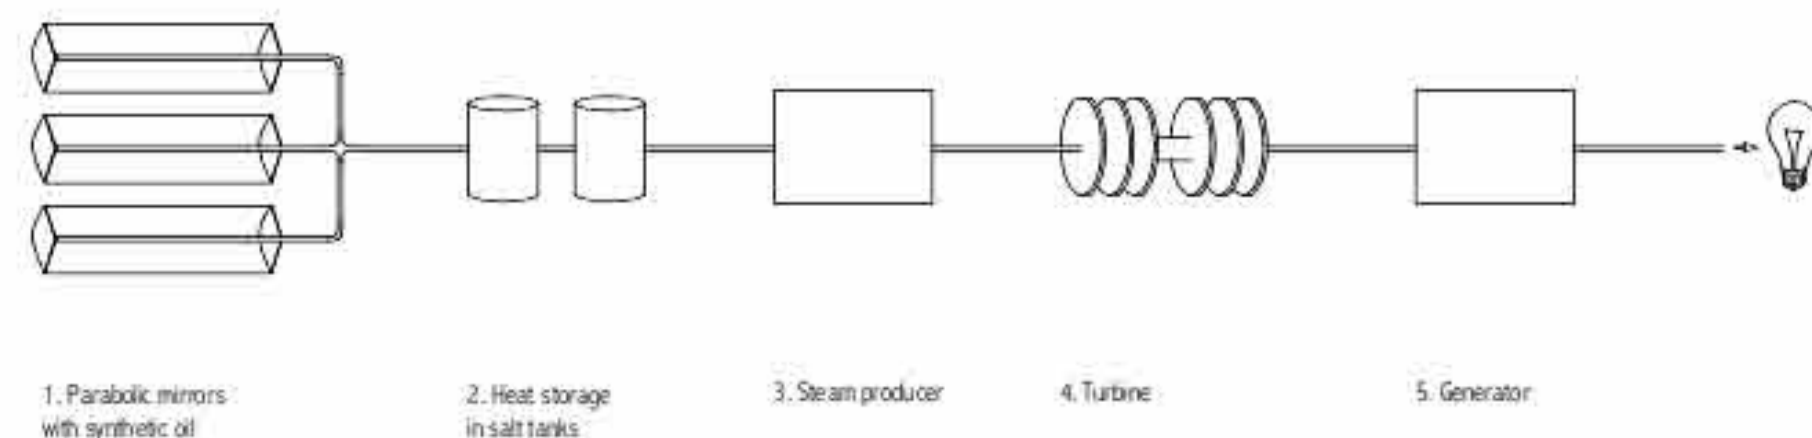 1. Parabolic mirrors
with synthetic oil
2. Heat storage
in salt tanks
3. Steam producer
4. Turbine
5. Generator